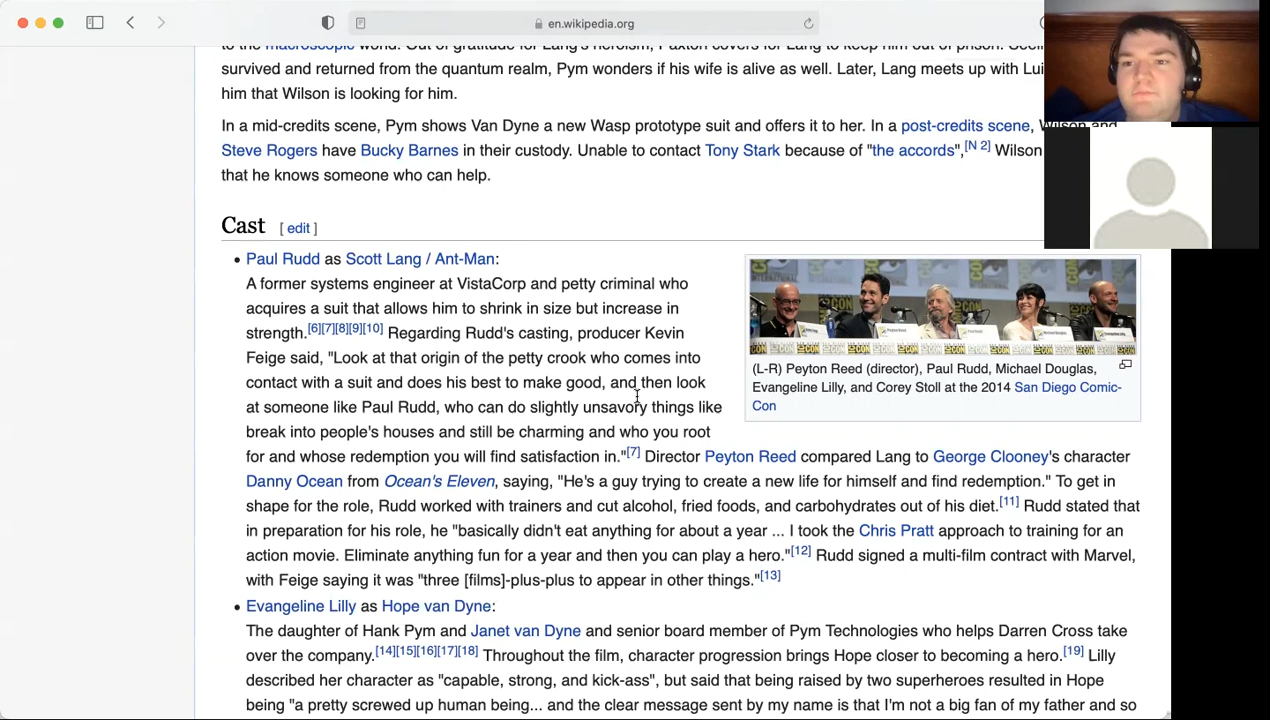 en.wikipedia.org
to the macroscopic world. Out of gratitude for Lang's heroism, Paxton covers for Lang to keep him out of prison.
survived and returned from the quantum realm, Pym wonders if his wife is alive as well. Later, Lang meets up with
him that Wilson is looking for him.
In a mid-credits scene, Pym shows Van Dyne a new Wasp prototype suit and offers it to her. In a post-credits scene, Wilson and
Steve Rogers have Bucky Barnes in their custody. Unable to contact Tony Stark because of "the accords",[N 2] Wilson
that he knows someone who can help.
Cast [ edit ]
• Paul Rudd as Scott Lang / Ant-Man:
A former systems engineer at VistaCorp and petty criminal who
acquires a suit that allows him to shrink in size but increase in
strength.[6][7][8][9][10] Regarding Rudd's casting, producer Kevin
Feige said, "Look at that origin of the petty crook who comes into
contact with a suit and does his best to make good, and then look
at someone like Paul Rudd, who can do slightly unsavory things like
break into people's houses and still be charming and who you root
for and whose redemption you will find satisfaction in."[7] Director Peyton Reed compared Lang to George Clooney's character
Danny Ocean from Ocean's Eleven, saying, "He's a guy trying to create a new life for himself and find redemption." To get in
shape for the role, Rudd worked with trainers and cut alcohol, fried foods, and carbohydrates out of his diet.[11] Rudd stated that
in preparation for his role, he "basically didn't eat anything for about a year ... I took the Chris Pratt approach to training for an
action movie. Eliminate anything fun for a year and then you can play a hero."[12] Rudd signed a multi-film contract with Marvel,
with Feige saying it was "three [films]-plus-plus to appear in other things."[13]
(L-R) Peyton Reed (director), Paul Rudd, Michael Douglas,
Evangeline Lilly, and Corey Stoll at the 2014 San Diego Comic-
Con
• Evangeline Lilly as Hope van Dyne:
The daughter of Hank Pym and Janet van Dyne and senior board member of Pym Technologies who helps Darren Cross take
over the company.[14][15][16][17][18] Throughout the film, character progression brings Hope closer to becoming a hero.[19] Lilly
described her character as "capable, strong, and kick-ass", but said that being raised by two superheroes resulted in Hope
being "a pretty screwed up human being... and the clear message sent by my name is that I'm not a big fan of my father and so